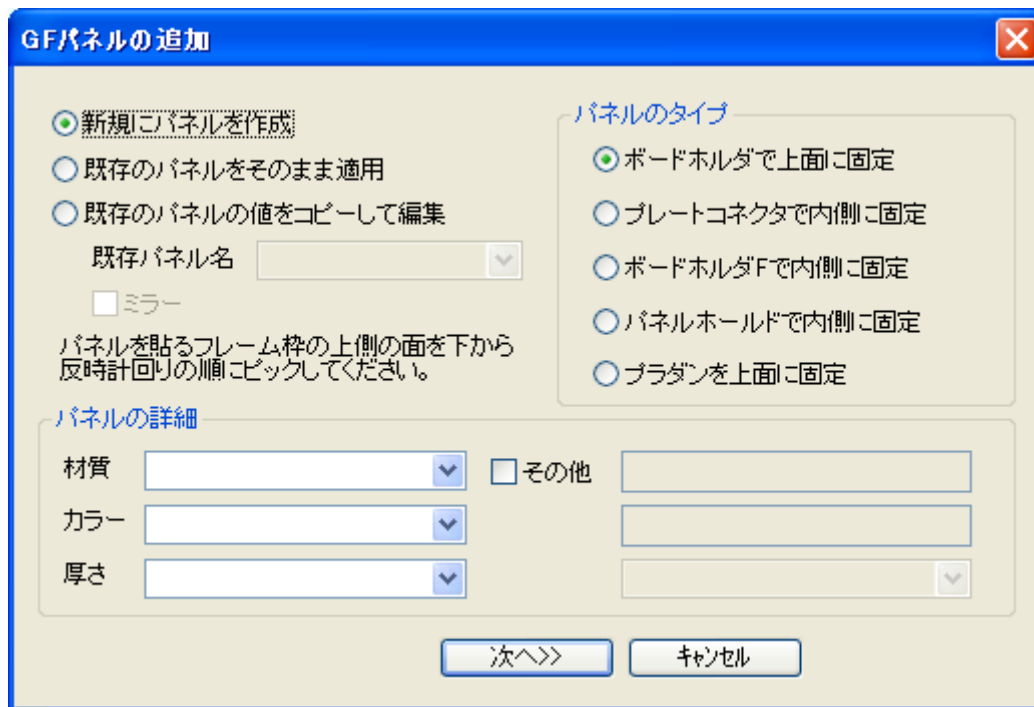 GFパネルの追加
新規にパネルを作成
既存のパネルをそのまま適用
既存のパネルの値をコピーして編集
既存パネル名
ミラー
パネルを貼るフレーム枠の上側の面を下から
反時計回りの順にピックしてください。
パネルのタイプ
ボードホルダで上面に固定
プレートコネクタで内側に固定
ボードホルダFで内側に固定
パネルホールドで内側に固定
プラダンを上面に固定
パネルの詳細
材質
その他
カラー
厚さ
次へ>>
キャンセル